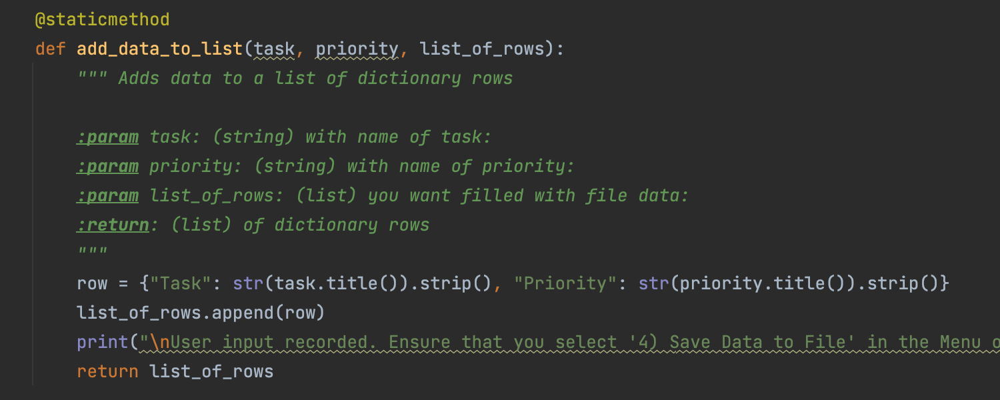 @staticmethod
def add_data_to_list(task, priority, list_of_rows):
""" Adds data to a list of dictionary rows
:param task: (string) with name of task:
:param priority: (string) with name of priority:
:param list_of_rows: (list) you want filled with file data:
:return: (list) of dictionary rows
"""
row = {"Task": str(task.title()).strip(), "Priority": str(priority.title()).strip()}
list_of_rows.append(row)
print("\nUser input recorded. Ensure that you select '4) Save Data to File' in the Menu
return list_of_rows